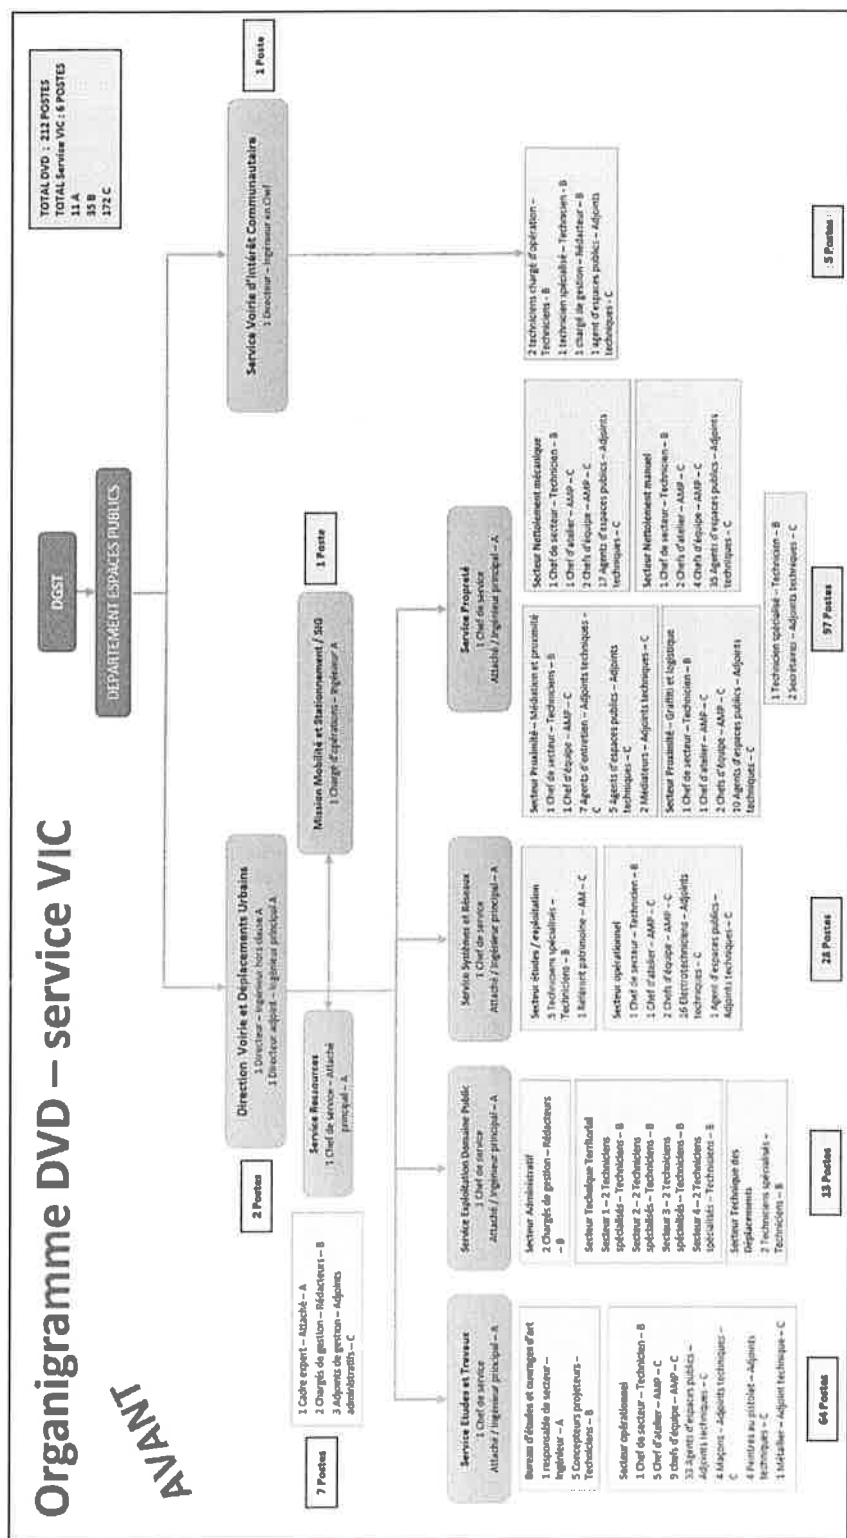 Organigramme DVD – service VIC
AVANT
TOTAL DVD : 212 POSTES
TOTAL Service VIC : 6 POSTES
11 A
35 B
172 C
DGST
DEPARTEMENT ESPACES PUBLICS
Direction Voirie et Déplacements Urbains
1 Directeur – Ingénieur hors classe A
1 Directeur adjoint – Ingénieur principal A
2 Postes
Service Voirie d'Intérêt Communautaire
1 Directeur – Ingénieur en Chef
1 Poste
Service Ressources
1 Chef de service – Attaché
principal – A
Mission Mobilité et Stationnement / SIG
1 Chargé d'opérations – Ingénieur A
1 Poste
1 Cadre expert – Attaché – A
2 Chargés de gestion – Rédacteurs – B
3 Adjoints de gestion – Adjoints
administratifs – C
7 Postes
Service Etudes et Travaux
1 Chef de service
Attaché / Ingénieur principal – A
Bureau d'études et ouvrages d'art
1 responsable de secteur –
Ingénieur – A
5 Concepteurs projeteurs –
Techniciens – B
Secteur opérationnel
1 Chef de secteur – Technicien – B
5 Chef d'atelier – AMP – C
9 chefs d'équipe – AMP – C
33 Agents d'espaces publics –
Adjoints techniques – C
4 Maçons – Adjoints techniques –
C
4 Peintres au pistolet – Adjoints
techniques – C
1 Métallier – Adjoint technique – C
64 Postes
Service Exploitation Domaine Public
1 Chef de service
Attaché / Ingénieur principal – A
Secteur Administratif
2 Chargés de gestion – Rédacteurs
– B
Secteur Technique Territorial
Secteur 1 – 2 Techniciens
spécialisés – Techniciens – B
Secteur 2 – 2 Techniciens
spécialisés – Techniciens – B
Secteur 3 – 2 Techniciens
spécialisés – Techniciens – B
Secteur 4 – 2 Techniciens
spécialisés – Techniciens – B
Secteur Technique des
Déplacements
2 Techniciens spécialisés –
Techniciens – B
13 Postes
Service Systèmes et Réseaux
1 Chef de service
Attaché / Ingénieur principal – A
Secteur études / exploitation
5 Techniciens spécialisés –
Techniciens – B
1 Référent patrimoine – AM – C
Secteur opérationnel
1 Chef de secteur – Technicien – B
1 Chef d'atelier – AMP – C
2 Chefs d'équipe – AMP – C
16 Electrotechniciens – Adjoints
techniques – C
1 Agent d'espaces publics –
Adjoints techniques – C
28 Postes
Service Propreté
1 Chef de service
Attaché / Ingénieur principal – A
Secteur Proximité – Médiation et proximité
1 Chef de secteur – Techniciens – B
1 Chef d'équipe – AMP – C
7 Agents d'entretien – Adjoints techniques –
C
5 Agents d'espaces publics – Adjoints
techniques – C
2 Médiateurs – Adjoints techniques – C
Secteur Proximité – Graffiti et logistique
1 Chef de secteur – Technicien – B
1 Chef d'atelier – AMP – C
2 Chefs d'équipe – AMP – C
10 Agents d'espaces publics – Adjoints
techniques – C
Secteur Nettoiement mécanique
1 Chef de secteur – Technicien – B
1 Chef d'atelier – AMP – C
2 Chefs d'équipe – AMP – C
17 Agents d'espaces publics – Adjoints
techniques – C
Secteur Nettoiement manuel
1 Chef de secteur – Technicien – B
2 Chefs d'atelier – AMP – C
4 Chefs d'équipe – AMP – C
35 Agents d'espaces publics – Adjoints
techniques – C
1 Technicien spécialisé – Technicien – B
2 Secrétaires – Adjoints techniques – C
97 Postes
2 techniciens chargé d'opération –
Techniciens - B
1 technicien spécialisé – Technicien - B
1 chargé de gestion – Rédacteur – B
1 agent d'espaces publics – Adjoints
techniques - C
5 Postes